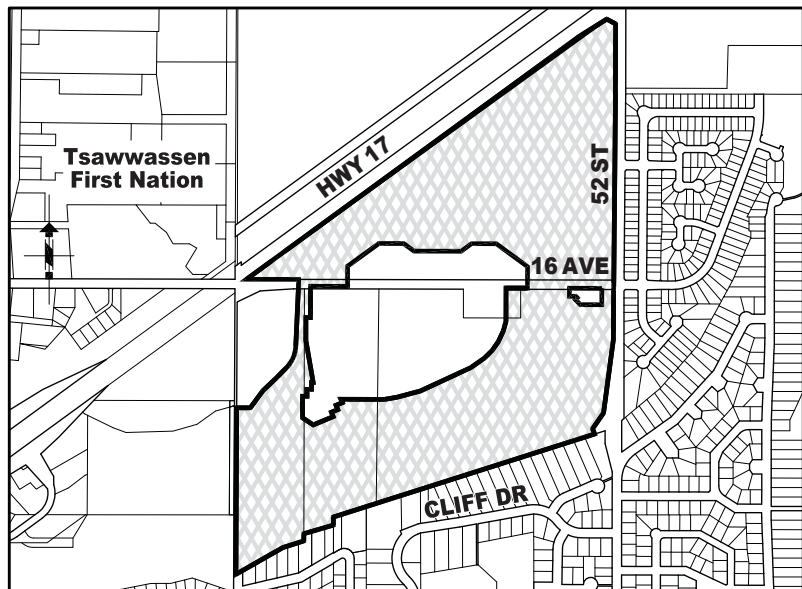 HWY 17
Tsawwassen
First Nation
52 ST
16 AVE
CLIFF DR